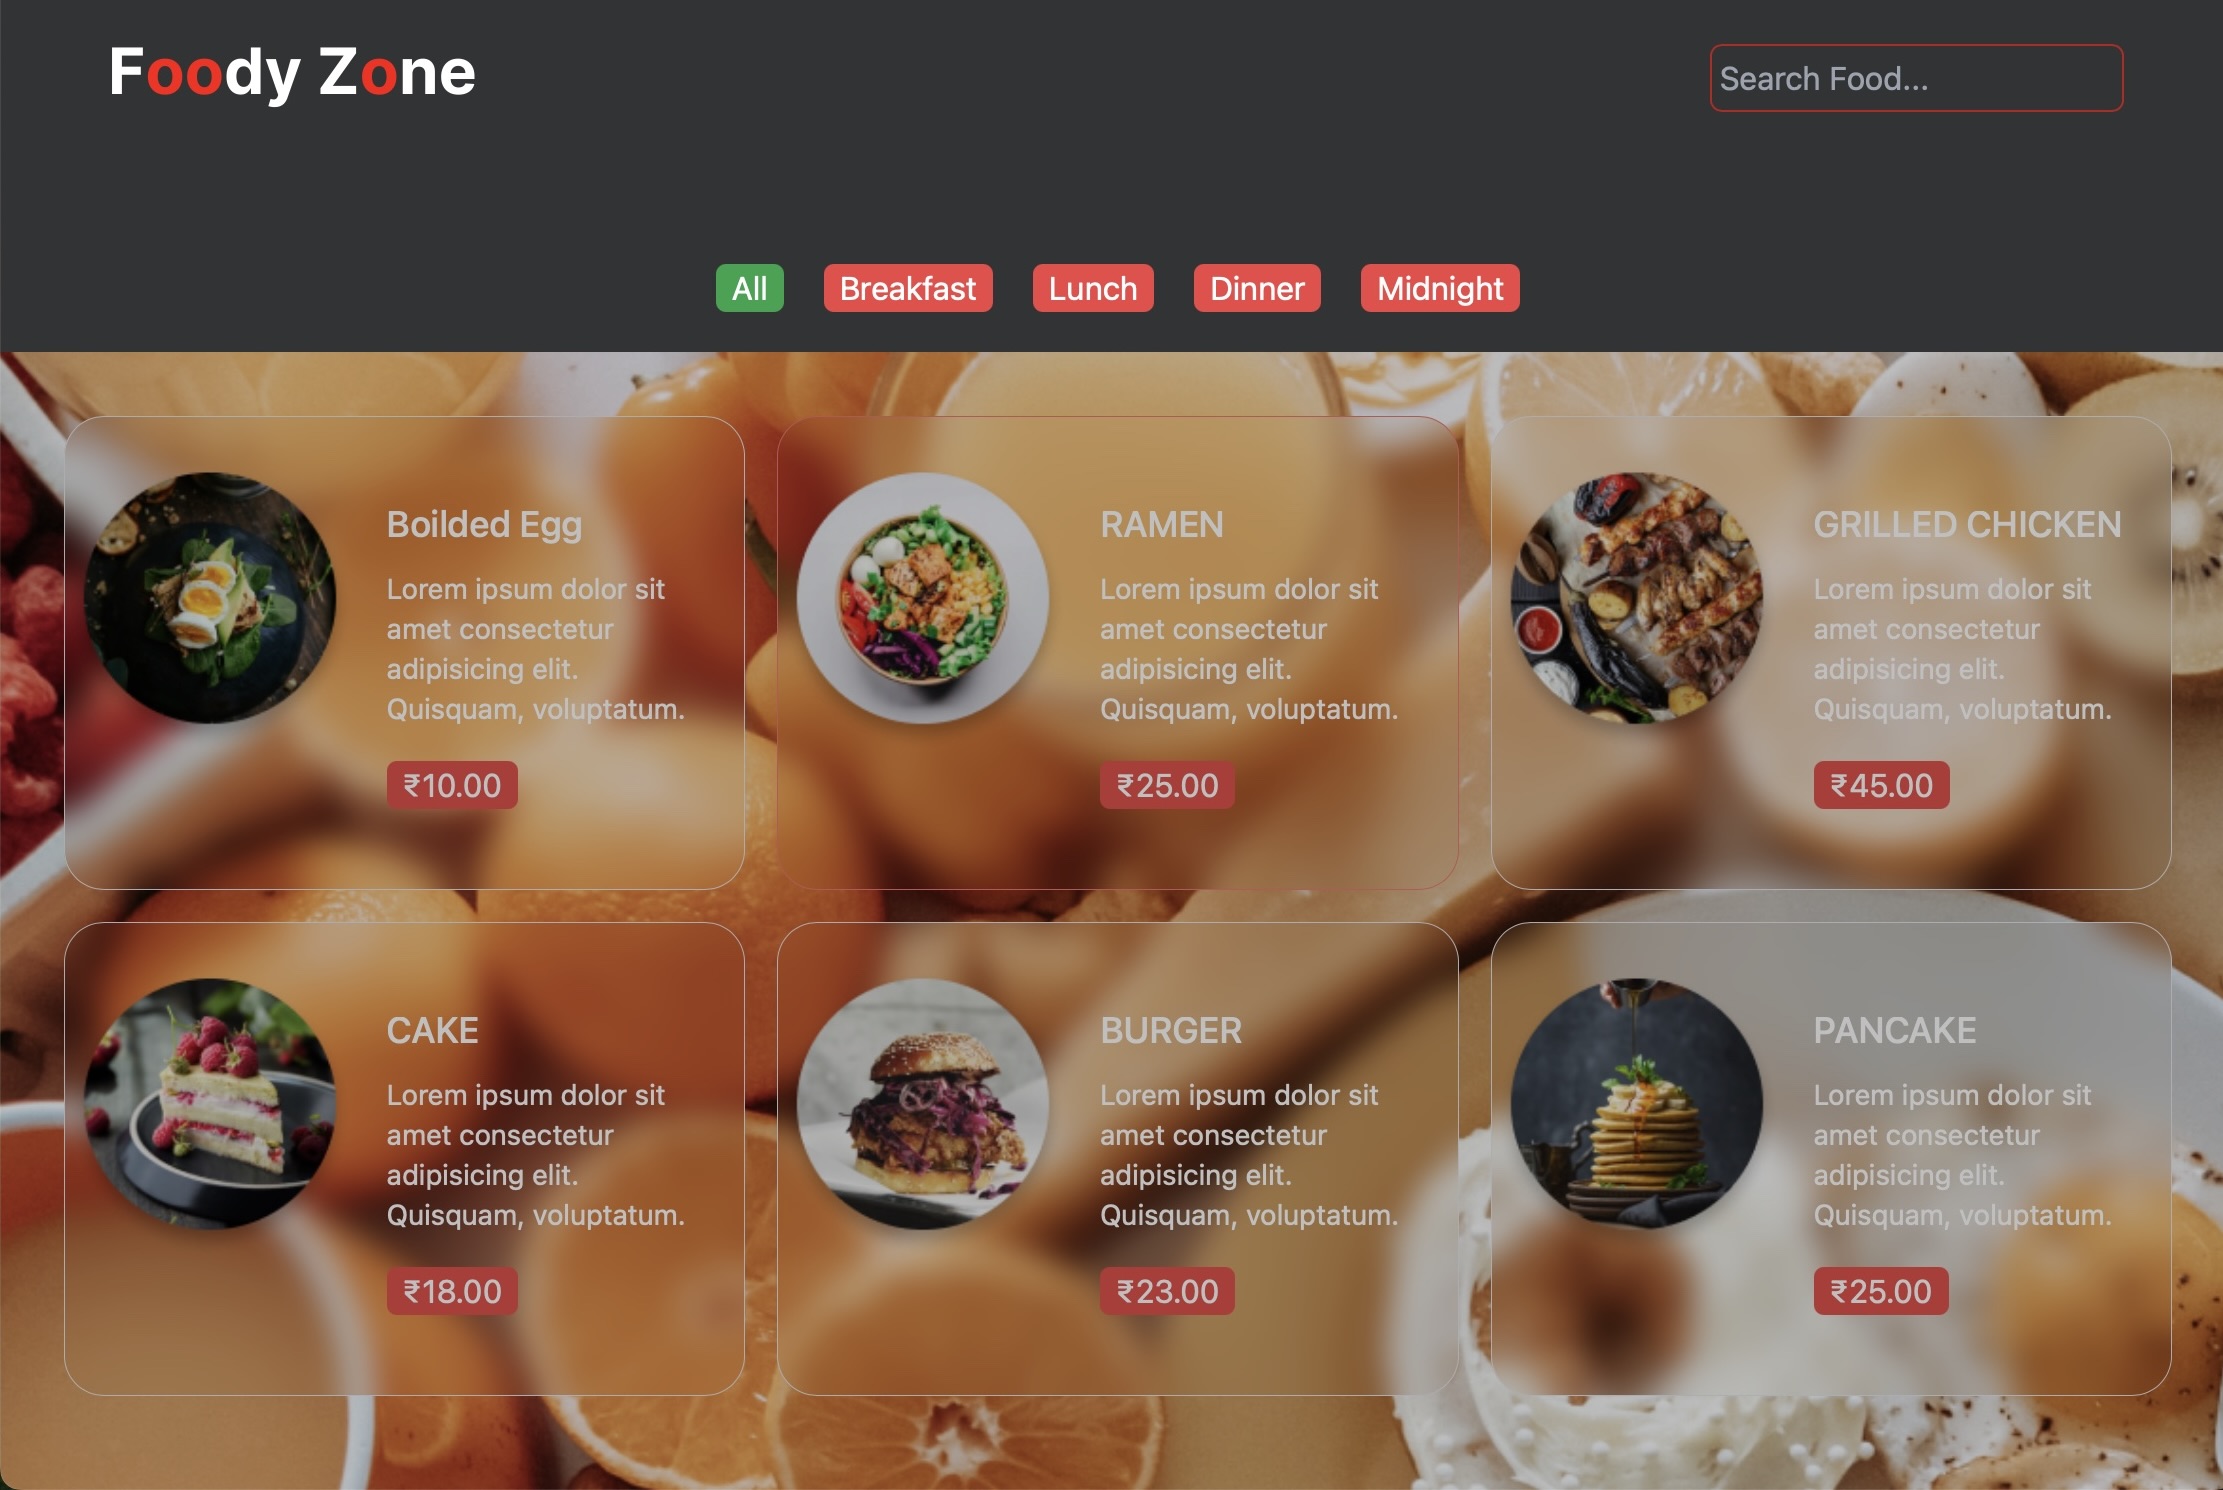 Foody Zone
Search Food...
All Breakfast Lunch Dinner Midnight
Boilded Egg
Lorem ipsum dolor sit
amet consectetur
adipisicing elit.
Quisquam, voluptatum.
₹10.00
RAMEN
Lorem ipsum dolor sit
amet consectetur
adipisicing elit.
Quisquam, voluptatum.
₹25.00
GRILLED CHICKEN
Lorem ipsum dolor sit
amet consectetur
adipisicing elit.
Quisquam, voluptatum.
₹45.00
CAKE
Lorem ipsum dolor sit
amet consectetur
adipisicing elit.
Quisquam, voluptatum.
₹18.00
BURGER
Lorem ipsum dolor sit
amet consectetur
adipisicing elit.
Quisquam, voluptatum.
₹23.00
PANCAKE
Lorem ipsum dolor sit
amet consectetur
adipisicing elit.
Quisquam, voluptatum.
₹25.00